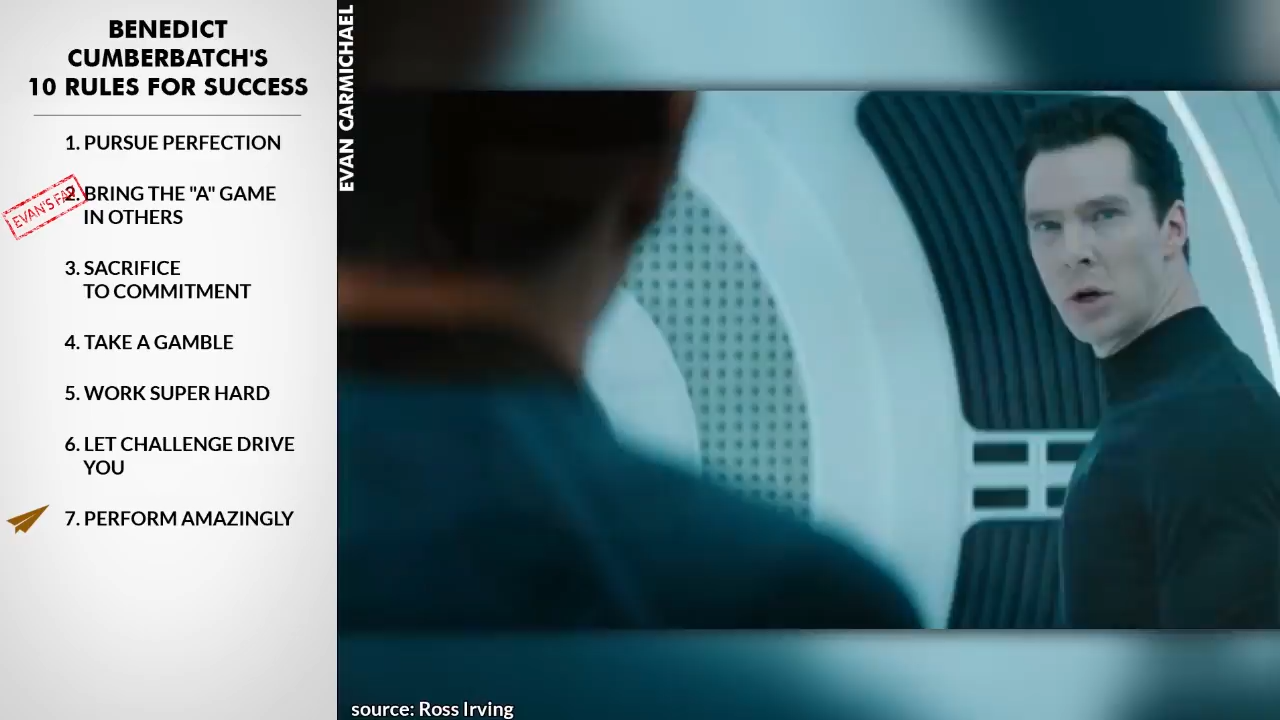 BENEDICT
CUMBERBATCH'S
10 RULES FOR SUCCESS
1. PURSUE PERFECTION
2. BRING THE "A" GAME
IN OTHERS
EVAN'S
3. SACRIFICE
TO COMMITMENT
4. TAKE A GAMBLE
5. WORK SUPER HARD
6. LET CHALLENGE DRIVE
YOU
7. PERFORM AMAZINGLY
EVAN CARMICHAEL
source: Ross Irving